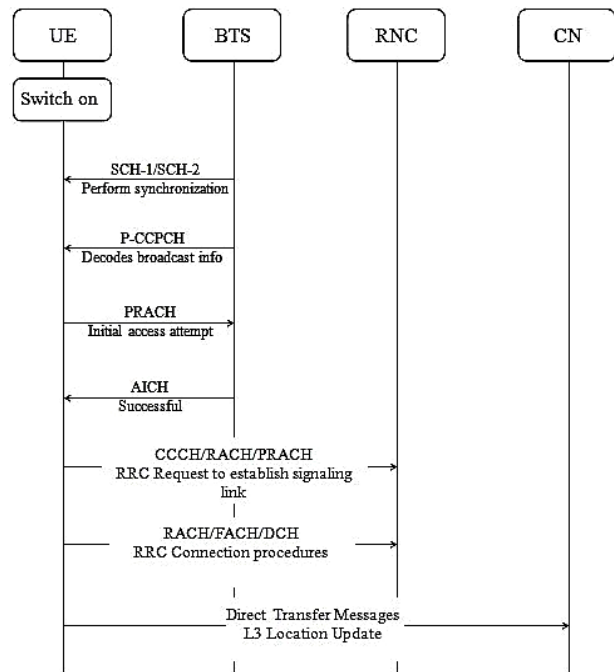 UE
BTS
RNC
CN
Switch on
SCH-1/SCH-2
Perform synchronization
P-CCPCH
Decodes broadcast info
PRACH
Initial access attempt
AICH
Successful
CCCH/RACH/PRACH
RRC Request to establish signaling
link
RACH/FACH/DCH
RRC Connection procedures
Direct Transfer Messages
L3 Location Update